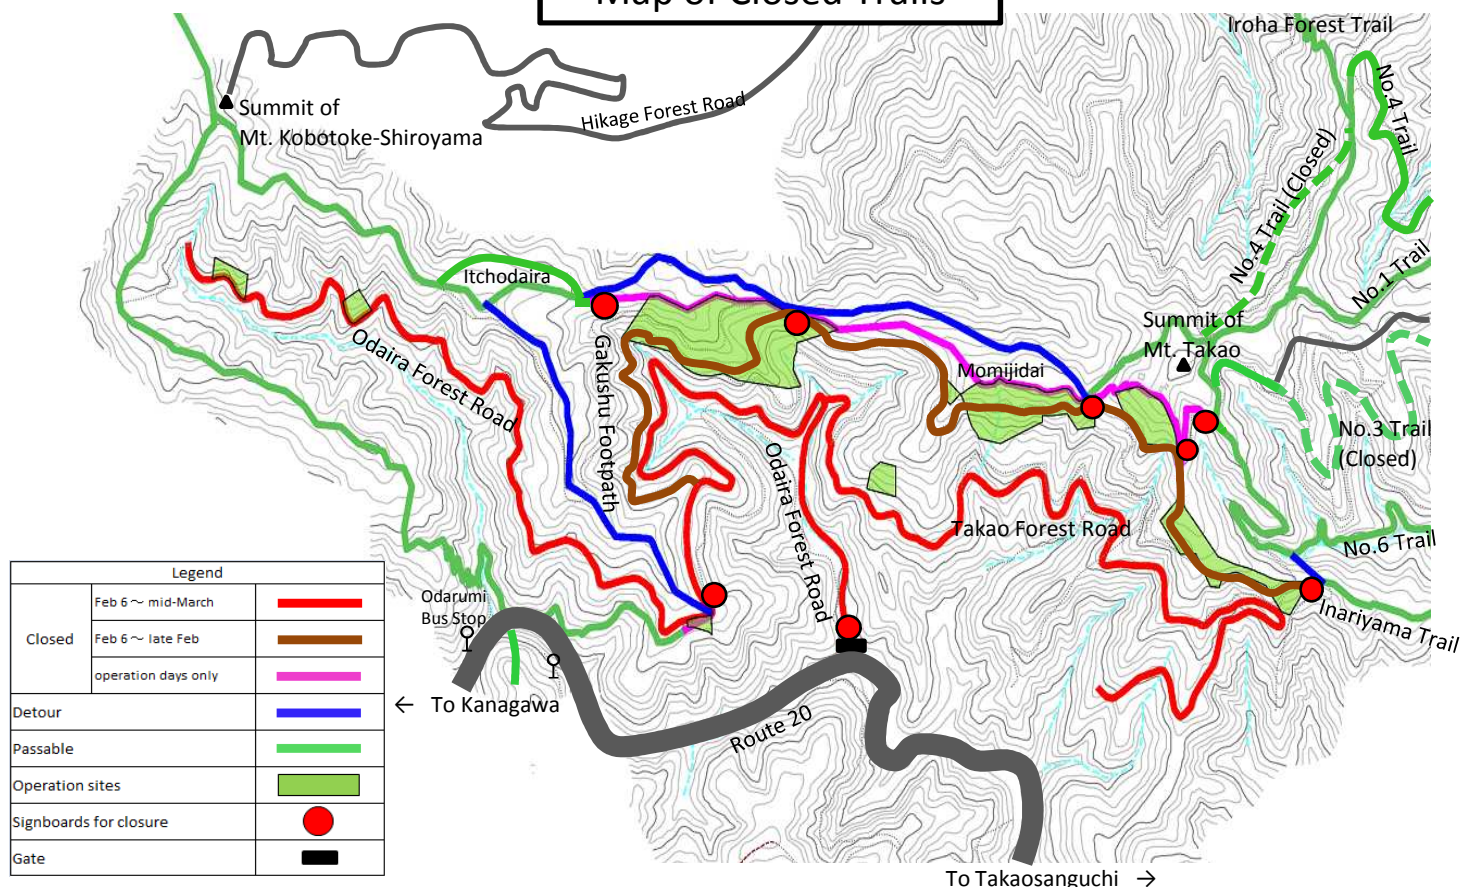 Map of Closed Trails
Iroha Forest Trail
No.4 Trail
Summit of
Mt. Kobotoke-Shiroyama
Hikage Forest Road
No.4 Trail (Closed)
No.1 Trail
Itchodaira
Summit of
Mt. Takao
Odaira Forest Road
Gakushu Footpath
Momijidai
No.3 Trail
(Closed)
Odaira Forest Road
Takao Forest Road
No.6 Trail
Inariyama Trail
Odarumi
Bus Stop
← To Kanagawa
Route 20
To Takaosanguchi →
Legend
Closed
Feb 6～ mid-March
Feb 6～ late Feb
operation days only
Detour
Passable
Operation sites
Signboards for closure
Gate